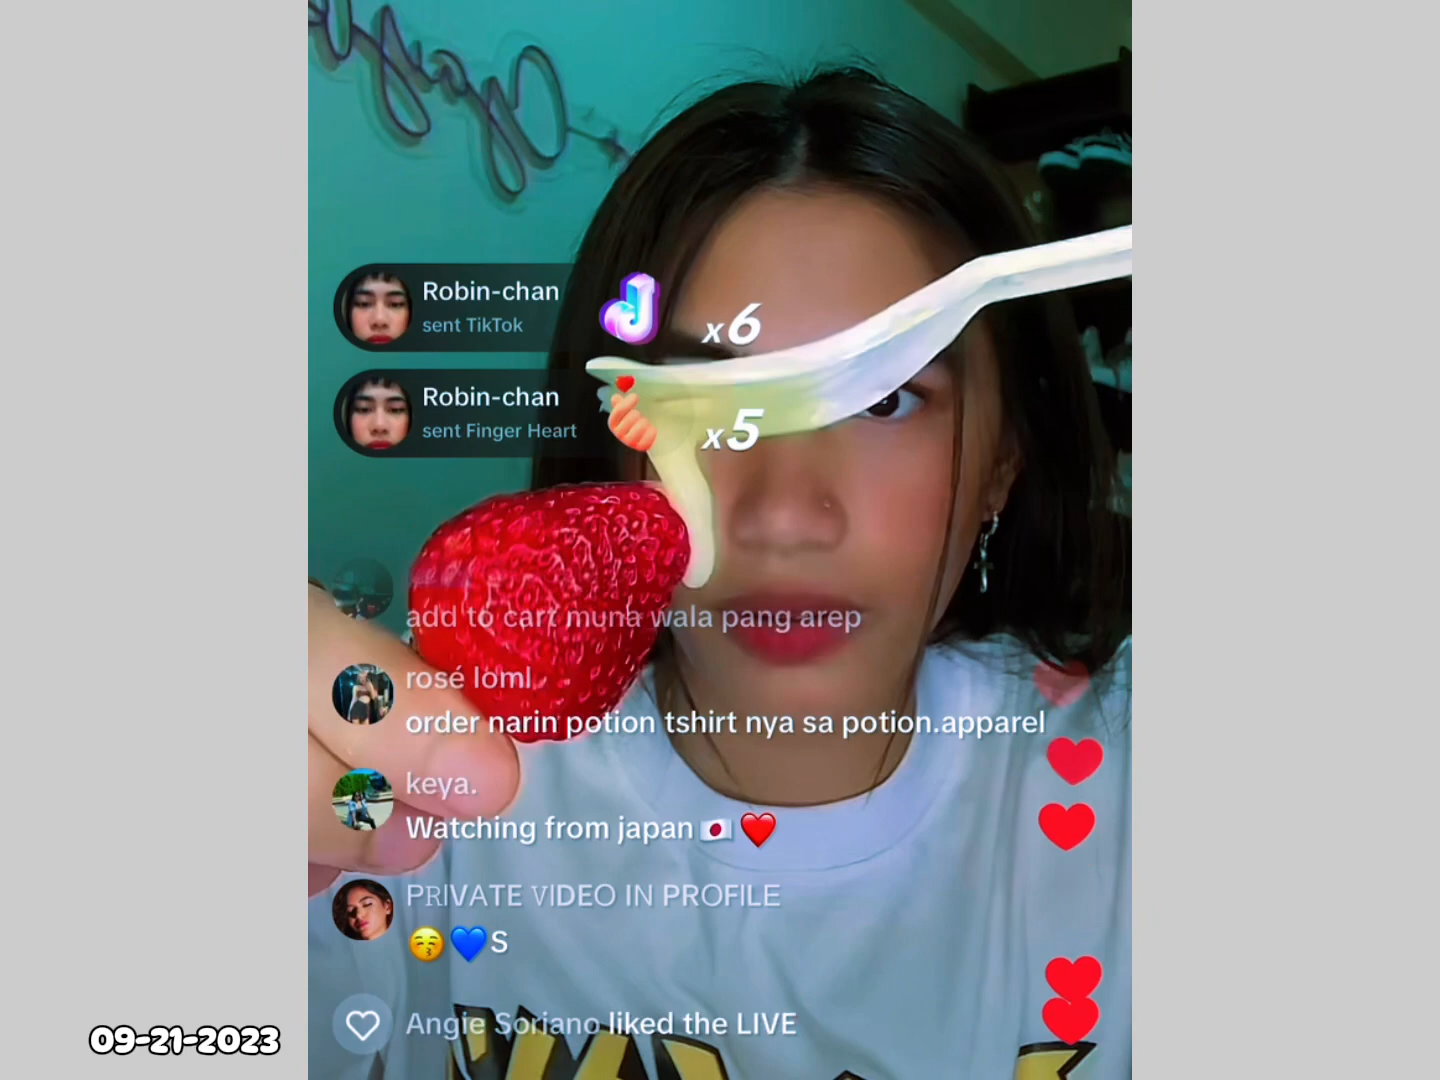 Robin-chan
sent TikTok
x6
Robin-chan
sent Finger Heart
x5
add to cart muna wala pang arep
rosé loml
order narin potion tshirt nya sa potion.apparel
keya.
Watching from japan 🇯🇵 ❤️
PRIVATE VIDEO IN PROFILE
😚 💙 S
Angie Soriano liked the LIVE
09-21-2023